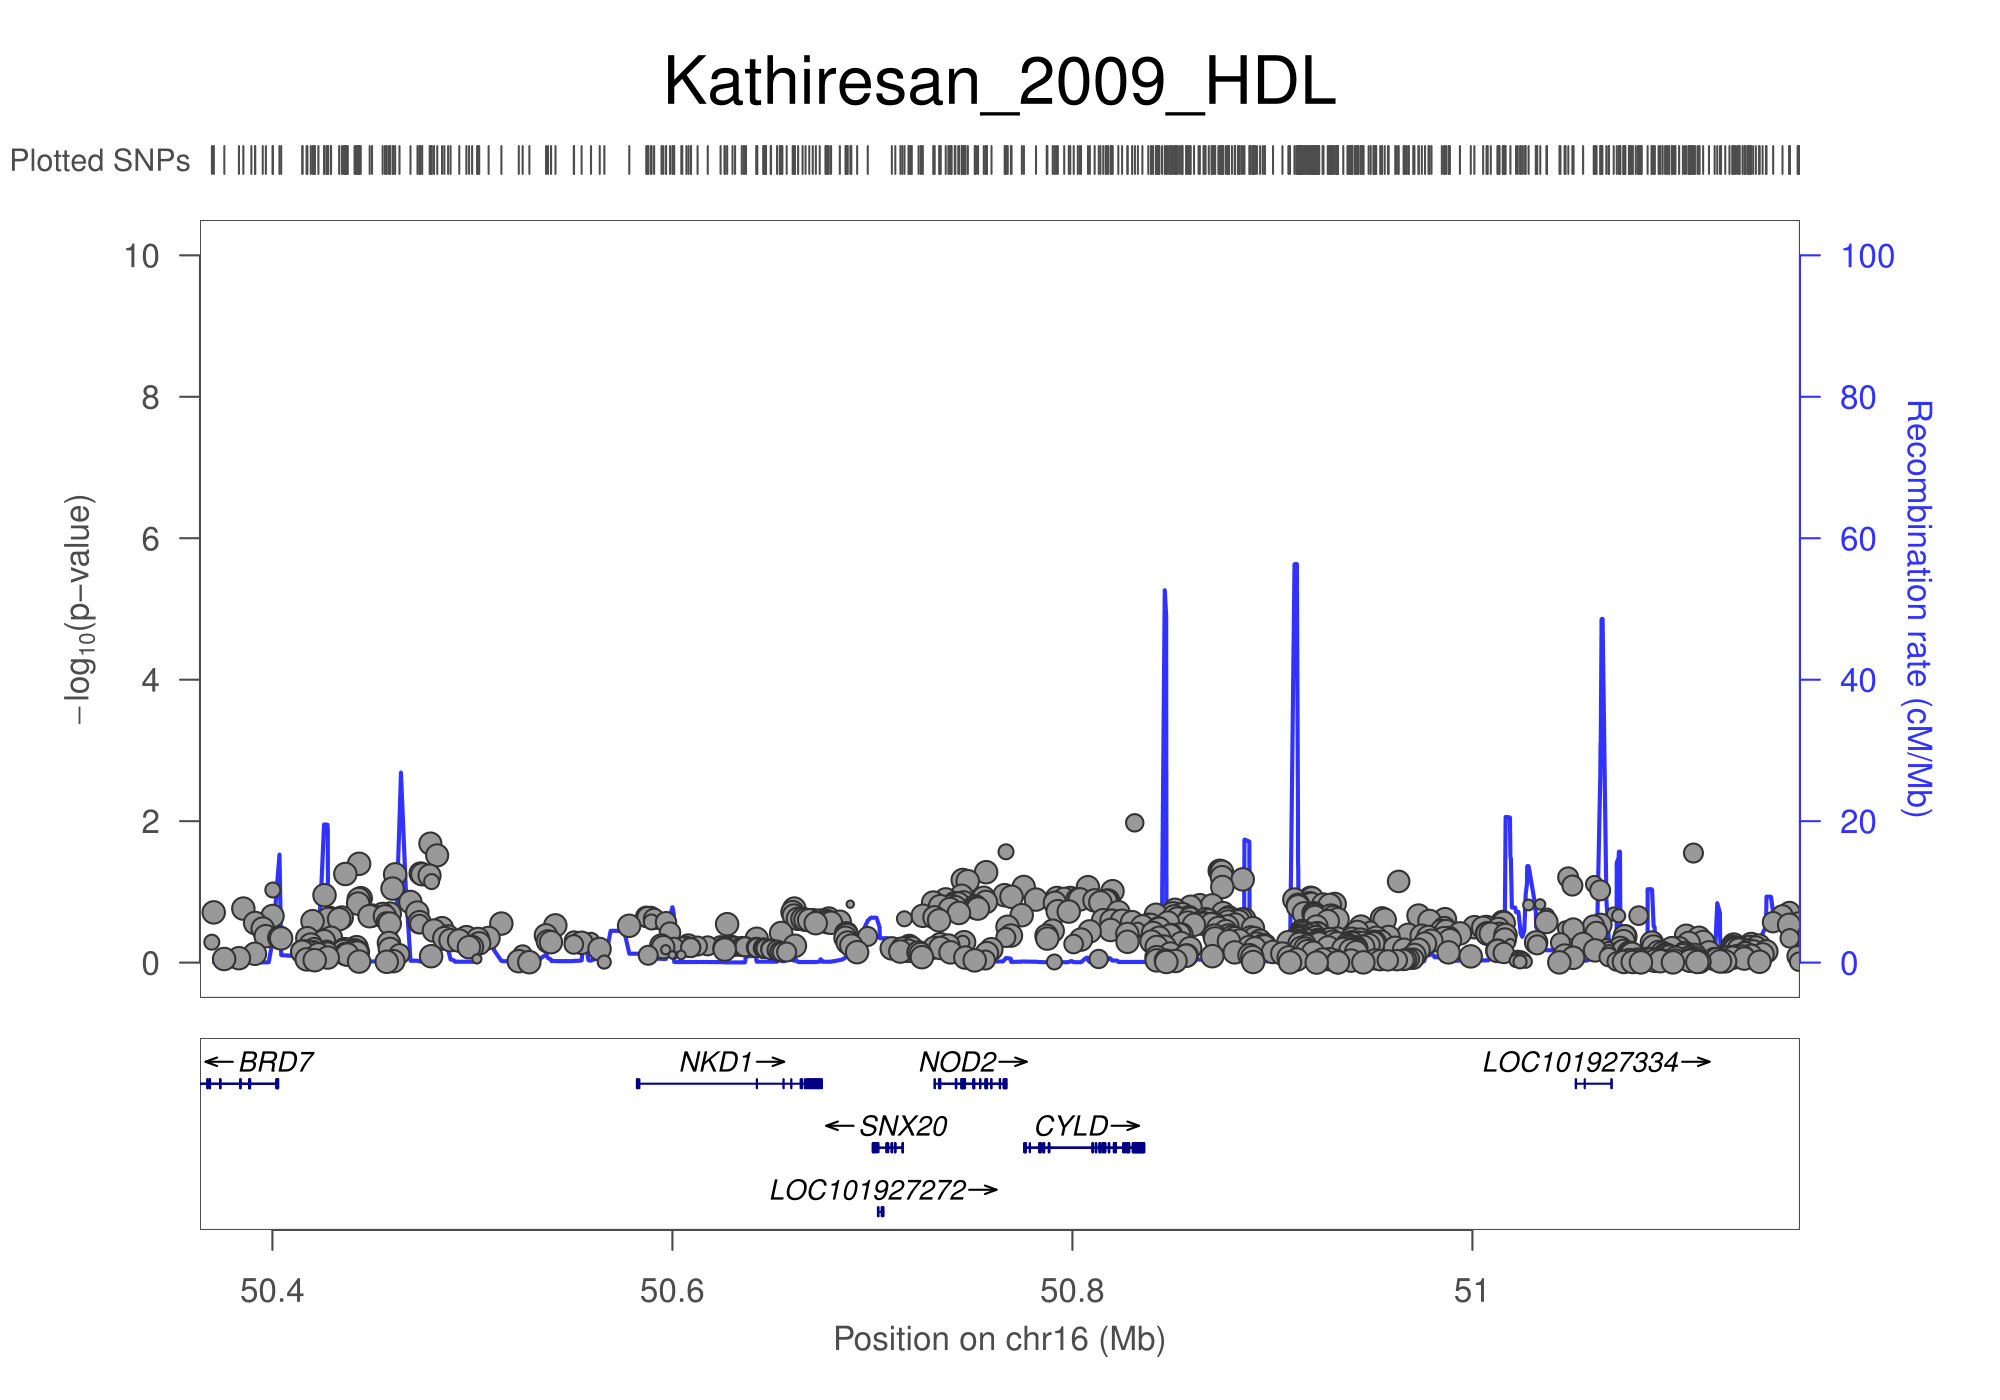 Kathiresan_2009_HDL
Plotted SNPs
10
8
6
4
2
0
−log10(p−value)
100
80
60
40
20
0
Recombination rate (cM/Mb)
←BRD7
NKD1→
NOD2→
LOC101927334→
←SNX20
CYLD→
LOC101927272→
50.4
50.6
50.8
51
Position on chr16 (Mb)